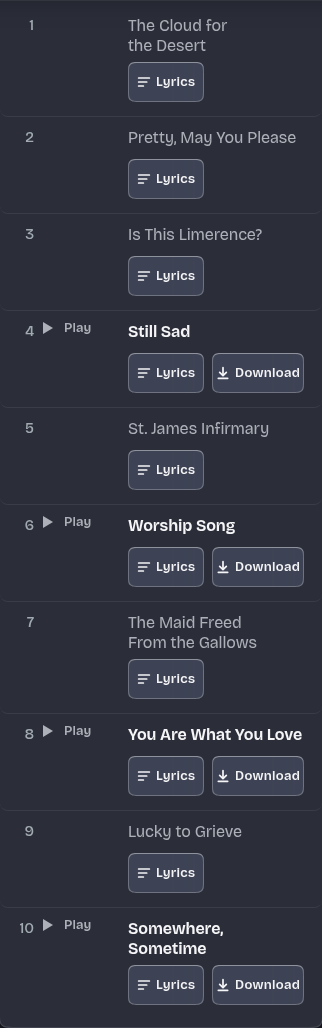 1
The Cloud for
the Desert
Lyrics
2
Pretty, May You Please
Lyrics
3
Is This Limerence?
Lyrics
4 Play
Still Sad
Lyrics Download
5
St. James Infirmary
Lyrics
6 Play
Worship Song
Lyrics Download
7
The Maid Freed
From the Gallows
Lyrics
8 Play
You Are What You Love
Lyrics Download
9
Lucky to Grieve
Lyrics
10 Play
Somewhere,
Sometime
Lyrics Download